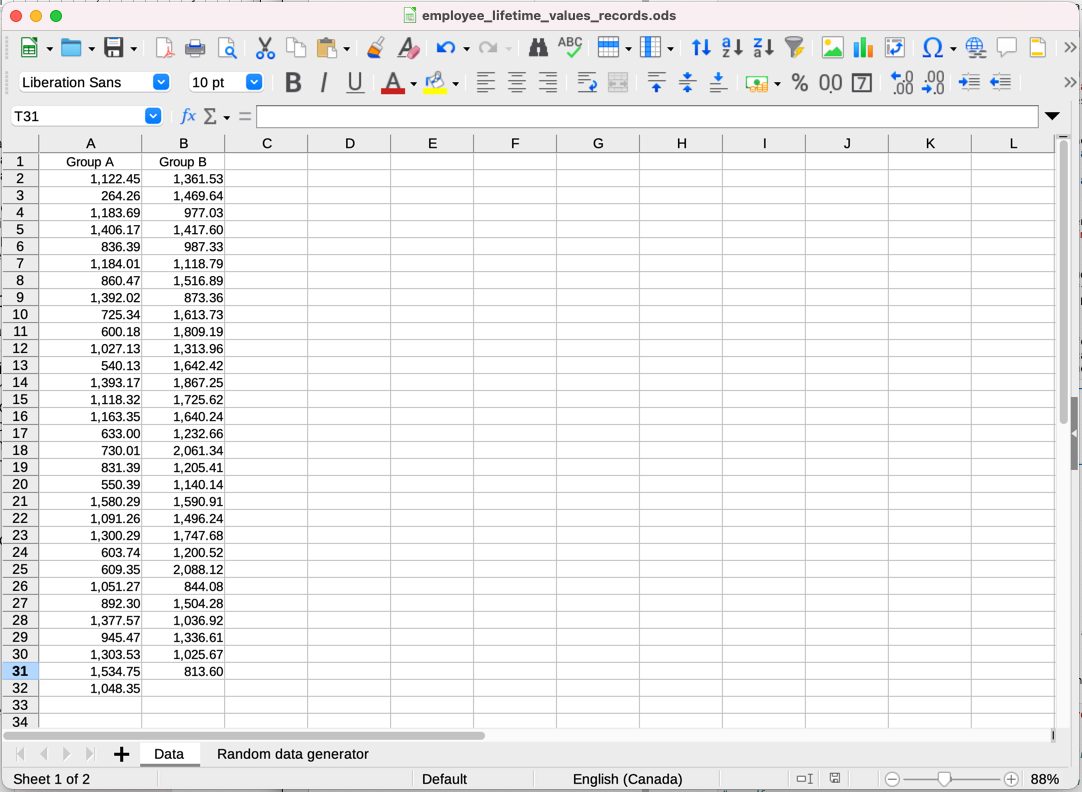 employee_lifetime_values_records.ods
ABC
Liberation Sans 10 pt B I U A % 00 7 .00 .00
T31 fx Σ =
A B C D E F G H I J K L
1 Group A Group B
2 1,122.45 1,361.53
3 264.26 1,469.64
4 1,183.69 977.03
5 1,406.17 1,417.60
6 836.39 987.33
7 1,184.01 1,118.79
8 860.47 1,516.89
9 1,392.02 873.36
10 725.34 1,613.73
11 600.18 1,809.19
12 1,027.13 1,313.96
13 540.13 1,642.42
14 1,393.17 1,867.25
15 1,118.32 1,725.62
16 1,163.35 1,640.24
17 633.00 1,232.66
18 730.01 2,061.34
19 831.39 1,205.41
20 550.39 1,140.14
21 1,580.29 1,590.91
22 1,091.26 1,496.24
23 1,300.29 1,747.68
24 603.74 1,200.52
25 609.35 2,088.12
26 1,051.27 844.08
27 892.30 1,504.28
28 1,377.57 1,036.92
29 945.47 1,336.61
30 1,303.53 1,025.67
31 1,534.75 813.60
32 1,048.35
33
34
Data Random data generator
Sheet 1 of 2 Default English (Canada) 88%